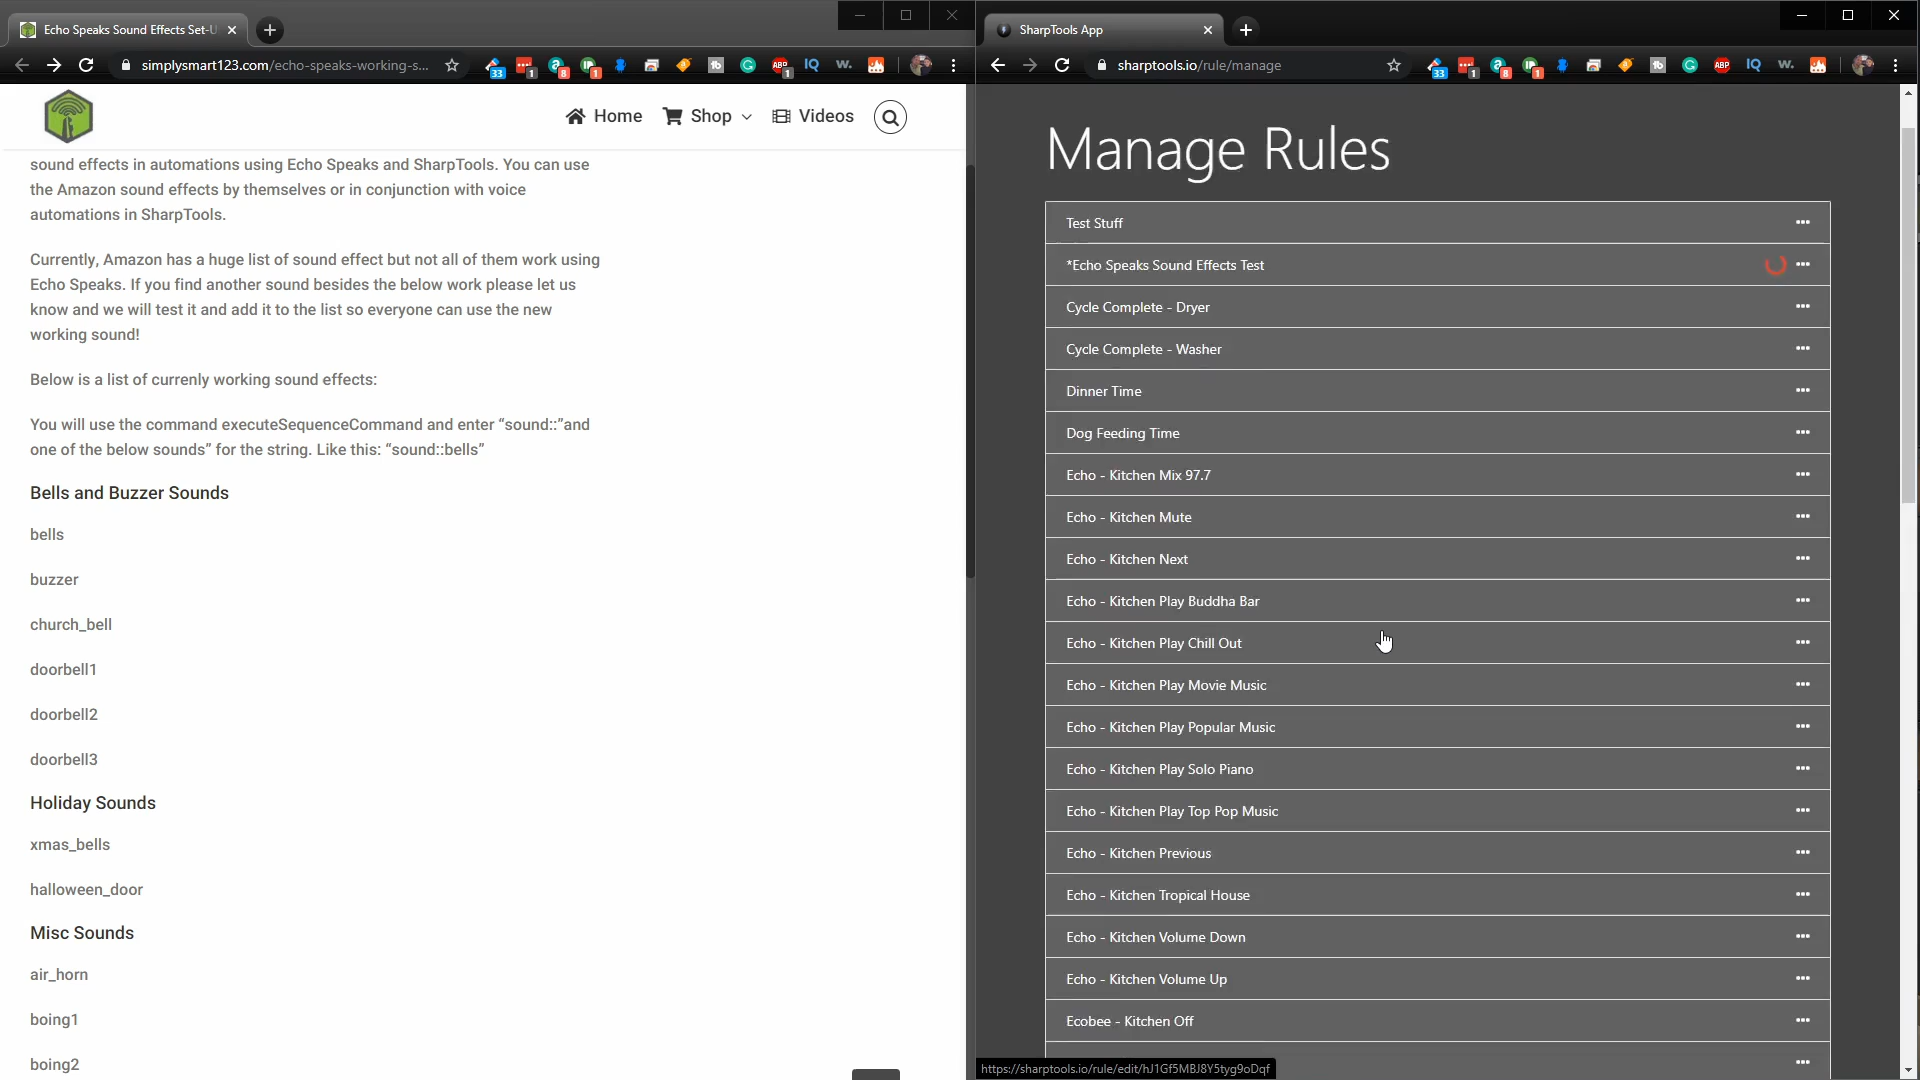 Echo Speaks Sound Effects Set-U
simplysmart123.com/echo-speaks-working-s...
33 1 8 1 1
IQ w.
Home Shop Videos
sound effects in automations using Echo Speaks and SharpTools. You can use
the Amazon sound effects by themselves or in conjunction with voice
automations in SharpTools.
Currently, Amazon has a huge list of sound effect but not all of them work using
Echo Speaks. If you find another sound besides the below work please let us
know and we will test it and add it to the list so everyone can use the new
working sound!
Below is a list of currenly working sound effects:
You will use the command executeSequenceCommand and enter “sound::”and
one of the below sounds” for the string. Like this: “sound::bells”
Bells and Buzzer Sounds
bells
buzzer
church_bell
doorbell1
doorbell2
doorbell3
Holiday Sounds
xmas_bells
halloween_door
Misc Sounds
air_horn
boing1
boing2
SharpTools App
sharptools.io/rule/manage
33 1 8 1
ABP IQ w.
Manage Rules
Test Stuff
*Echo Speaks Sound Effects Test
Cycle Complete - Dryer
Cycle Complete - Washer
Dinner Time
Dog Feeding Time
Echo - Kitchen Mix 97.7
Echo - Kitchen Mute
Echo - Kitchen Next
Echo - Kitchen Play Buddha Bar
Echo - Kitchen Play Chill Out
Echo - Kitchen Play Movie Music
Echo - Kitchen Play Popular Music
Echo - Kitchen Play Solo Piano
Echo - Kitchen Play Top Pop Music
Echo - Kitchen Previous
Echo - Kitchen Tropical House
Echo - Kitchen Volume Down
Echo - Kitchen Volume Up
Ecobee - Kitchen Off
https://sharptools.io/rule/edit/hJ1Gf5MBJ8Y5tyg9oDqf